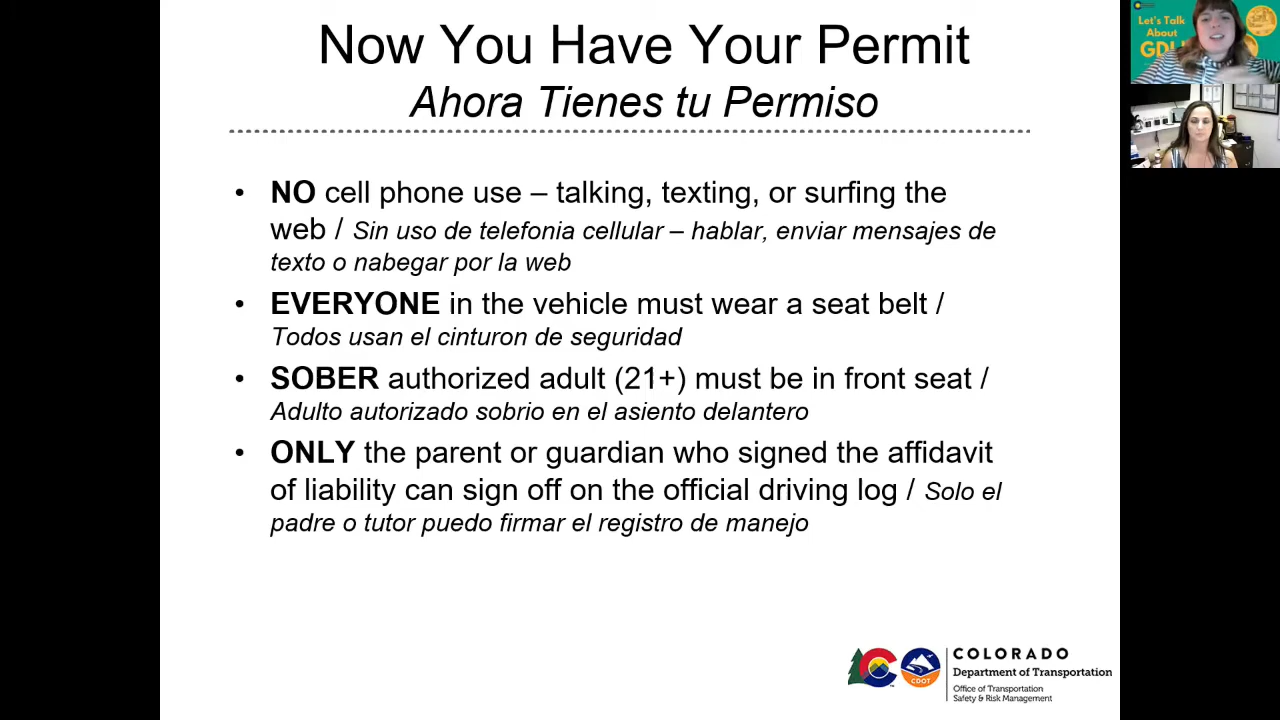 Now You Have Your Permit
Ahora Tienes tu Permiso
• NO cell phone use – talking, texting, or surfing the
web / Sin uso de telefonia cellular – hablar, enviar mensajes de
texto o nabegar por la web
• EVERYONE in the vehicle must wear a seat belt /
Todos usan el cinturon de seguridad
• SOBER authorized adult (21+) must be in front seat /
Adulto autorizado sobrio en el asiento delantero
• ONLY the parent or guardian who signed the affidavit
of liability can sign off on the official driving log / Solo el
padre o tutor puedo firmar el registro de manejo
CDOT
COLORADO
Department of Transportation
Office of Transportation
Safety & Risk Management
Let's Talk
About